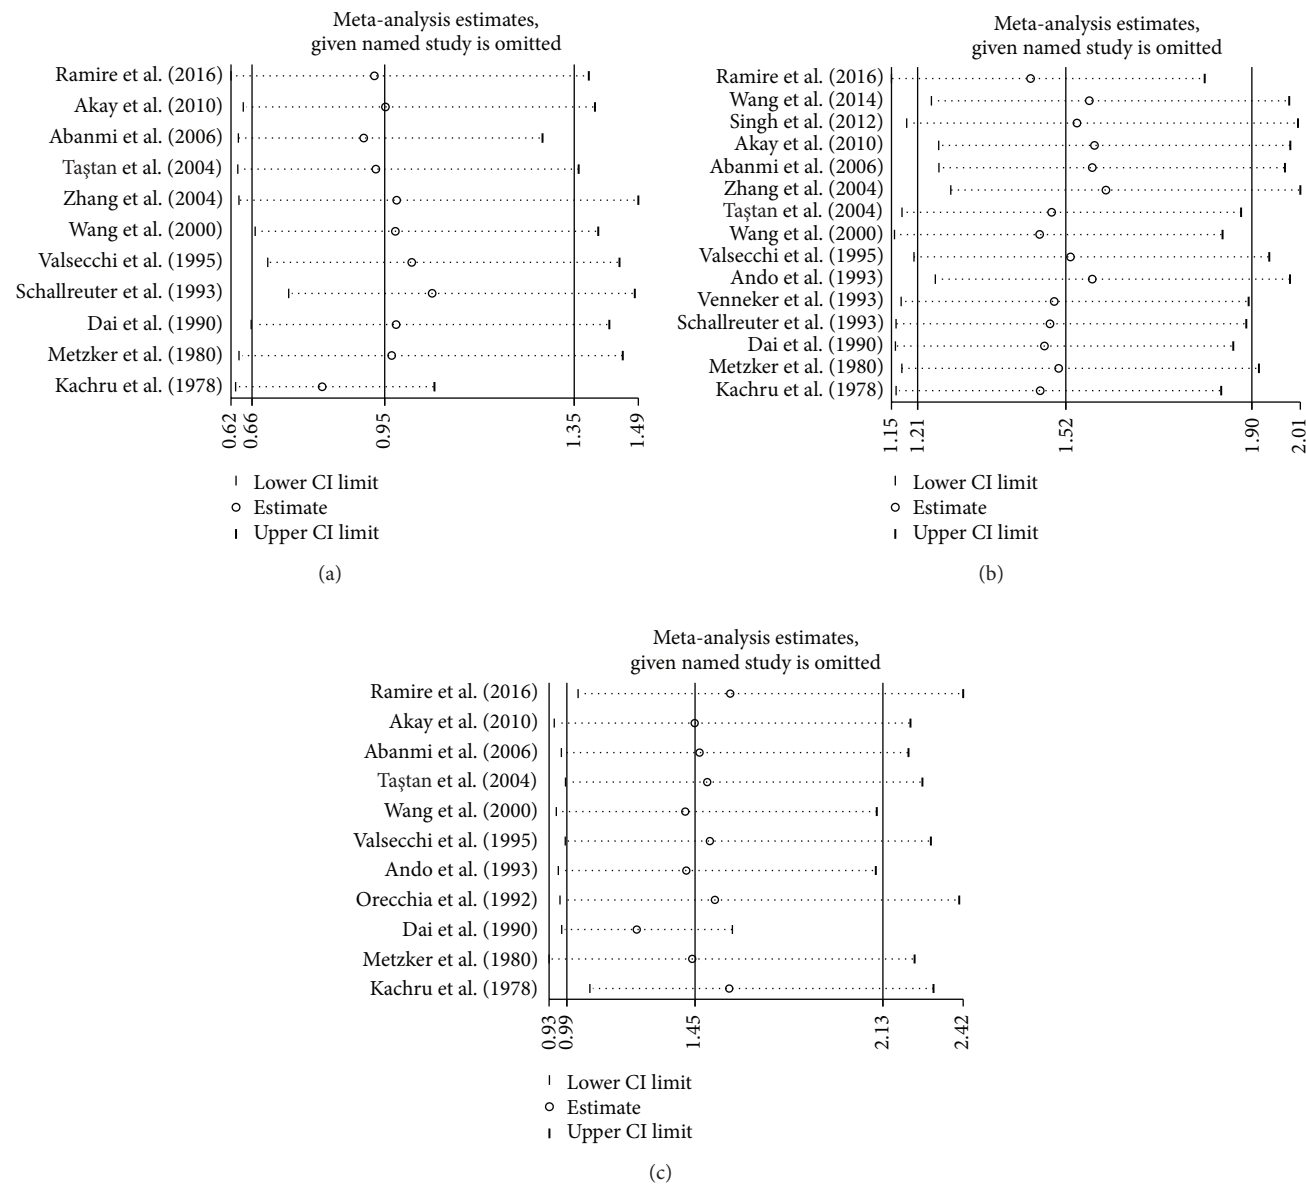 Meta-analysis estimates,
given named study is omitted
Ramire et al. (2016)
Akay et al. (2010)
Abanmi et al. (2006)
Taştan et al. (2004)
Zhang et al. (2004)
Wang et al. (2000)
Valsecchi et al. (1995)
Schallreuter et al. (1993)
Dai et al. (1990)
Metzker et al. (1980)
Kachru et al. (1978)
0.62 0.66 0.95 1.35 1.49
Lower CI limit
Estimate
Upper CI limit
(a)
Meta-analysis estimates,
given named study is omitted
Ramire et al. (2016)
Wang et al. (2014)
Singh et al. (2012)
Akay et al. (2010)
Abanmi et al. (2006)
Zhang et al. (2004)
Taştan et al. (2004)
Wang et al. (2000)
Valsecchi et al. (1995)
Ando et al. (1993)
Venneker et al. (1993)
Schallreuter et al. (1993)
Dai et al. (1990)
Metzker et al. (1980)
Kachru et al. (1978)
1.15 1.21 1.52 1.90 2.01
Lower CI limit
Estimate
Upper CI limit
(b)
Meta-analysis estimates,
given named study is omitted
Ramire et al. (2016)
Akay et al. (2010)
Abanmi et al. (2006)
Taştan et al. (2004)
Wang et al. (2000)
Valsecchi et al. (1995)
Ando et al. (1993)
Orecchia et al. (1992)
Dai et al. (1990)
Metzker et al. (1980)
Kachru et al. (1978)
0.93 0.99 1.45 2.13 2.42
Lower CI limit
Estimate
Upper CI limit
(c)